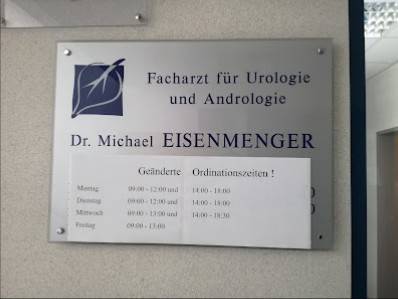 Facharzt für Urologie
und Andrologie
Dr. Michael EISENMENGER
Geänderte Ordinationszeiten !
Montag 09:00 - 12:00 und 14:00 - 18:00
Dienstag 09:00 - 12:00 und 14:00 - 18:00
Mittwoch 09:00 - 13:00 und 14:00 - 18:30
Freitag 09:00 - 13:00